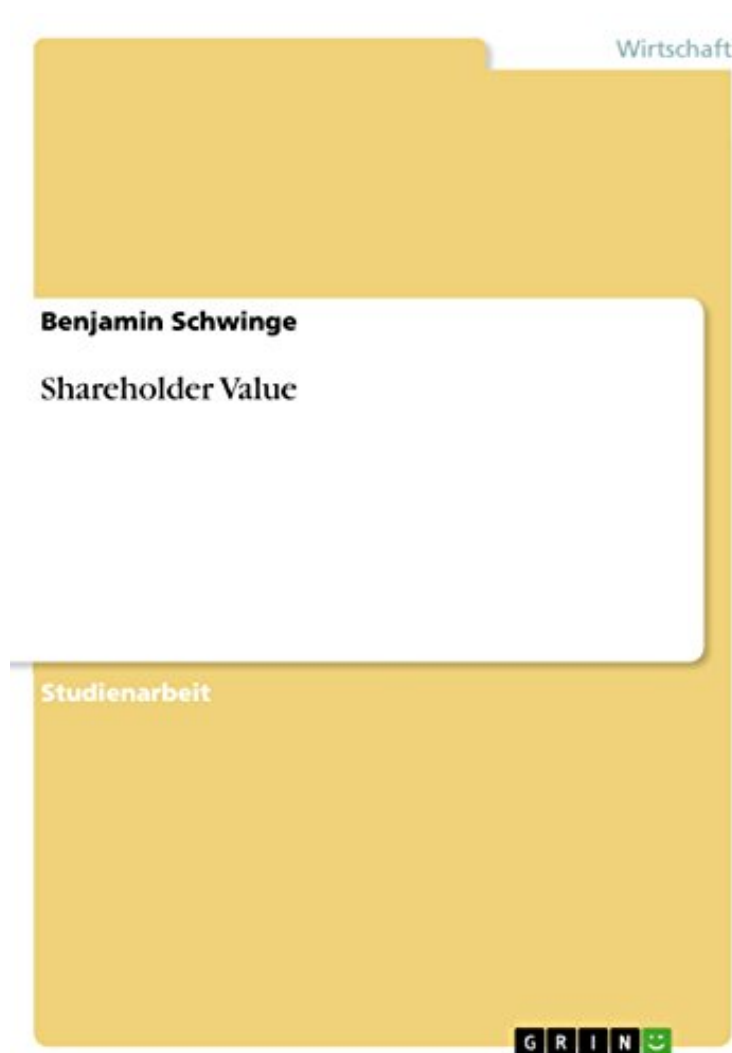 Wirtschaft
Benjamin Schwinge
Shareholder Value
Studienarbeit
GRIN